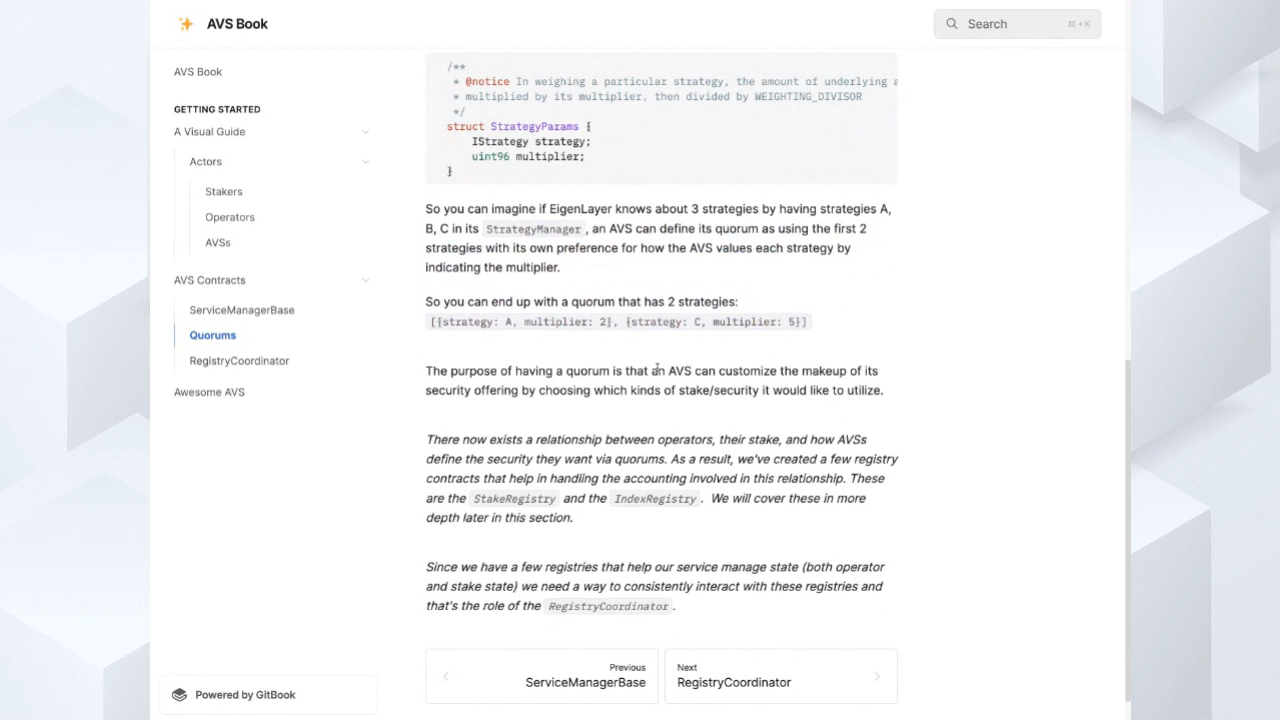 AVS Book
Search
⌘+K
AVS Book
GETTING STARTED
A Visual Guide
Actors
Stakers
Operators
AVSs
AVS Contracts
ServiceManagerBase
Quorums
RegistryCoordinator
Awesome AVS
Powered by GitBook
/**
* @notice In weighing a particular strategy, the amount of underlying a
* multiplied by its multiplier, then divided by WEIGHTING_DIVISOR
*/
struct StrategyParams {
IStrategy strategy;
uint96 multiplier;
}
So you can imagine if EigenLayer knows about 3 strategies by having strategies A,
B, C in its StrategyManager, an AVS can define its quorum as using the first 2
strategies with its own preference for how the AVS values each strategy by
indicating the multiplier.
So you can end up with a quorum that has 2 strategies:
[{strategy: A, multiplier: 2}, {strategy: C, multiplier: 5}]
The purpose of having a quorum is that an AVS can customize the makeup of its
security offering by choosing which kinds of stake/security it would like to utilize.
There now exists a relationship between operators, their stake, and how AVSs
define the security they want via quorums. As a result, we've created a few registry
contracts that help in handling the accounting involved in this relationship. These
are the StakeRegistry and the IndexRegistry. We will cover these in more
depth later in this section.
Since we have a few registries that help our service manage state (both operator
and stake state) we need a way to consistently interact with these registries and
that's the role of the RegistryCoordinator.
Previous
ServiceManagerBase
Next
RegistryCoordinator